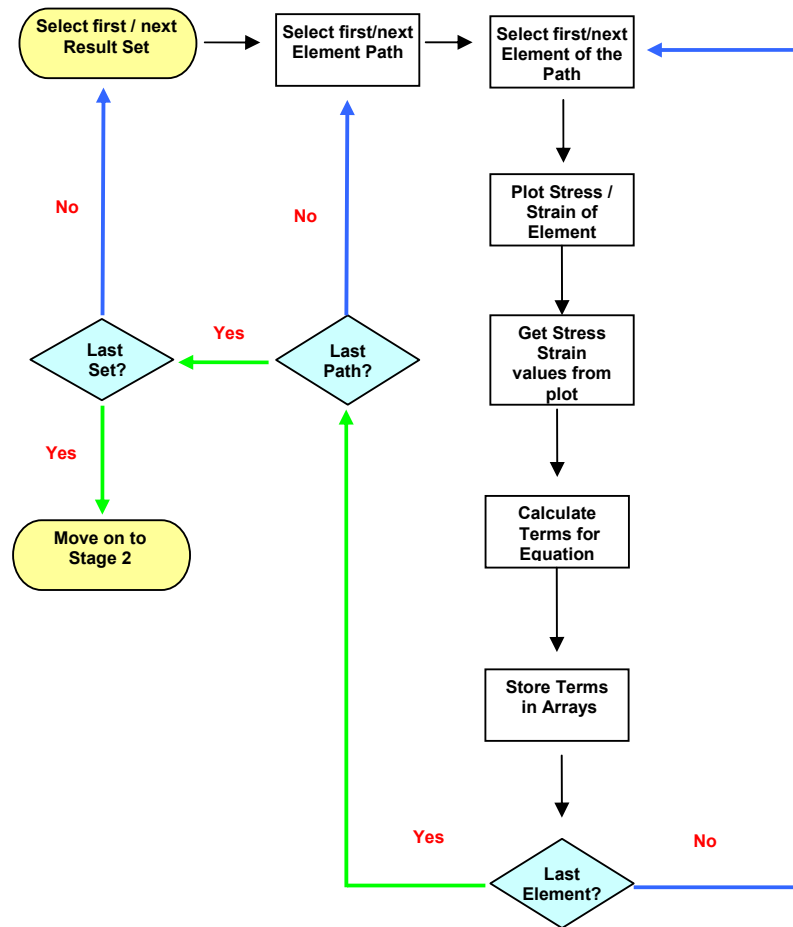 Select first / next
Result Set
Select first/next
Element Path
Select first/next
Element of the
Path
Plot Stress /
Strain of
Element
No
No
Get Stress
Strain
values from
plot
Yes
Last
Set?
Last
Path?
Yes
Calculate
Terms for
Equation
Move on to
Stage 2
Store Terms
in Arrays
Yes
No
Last
Element?